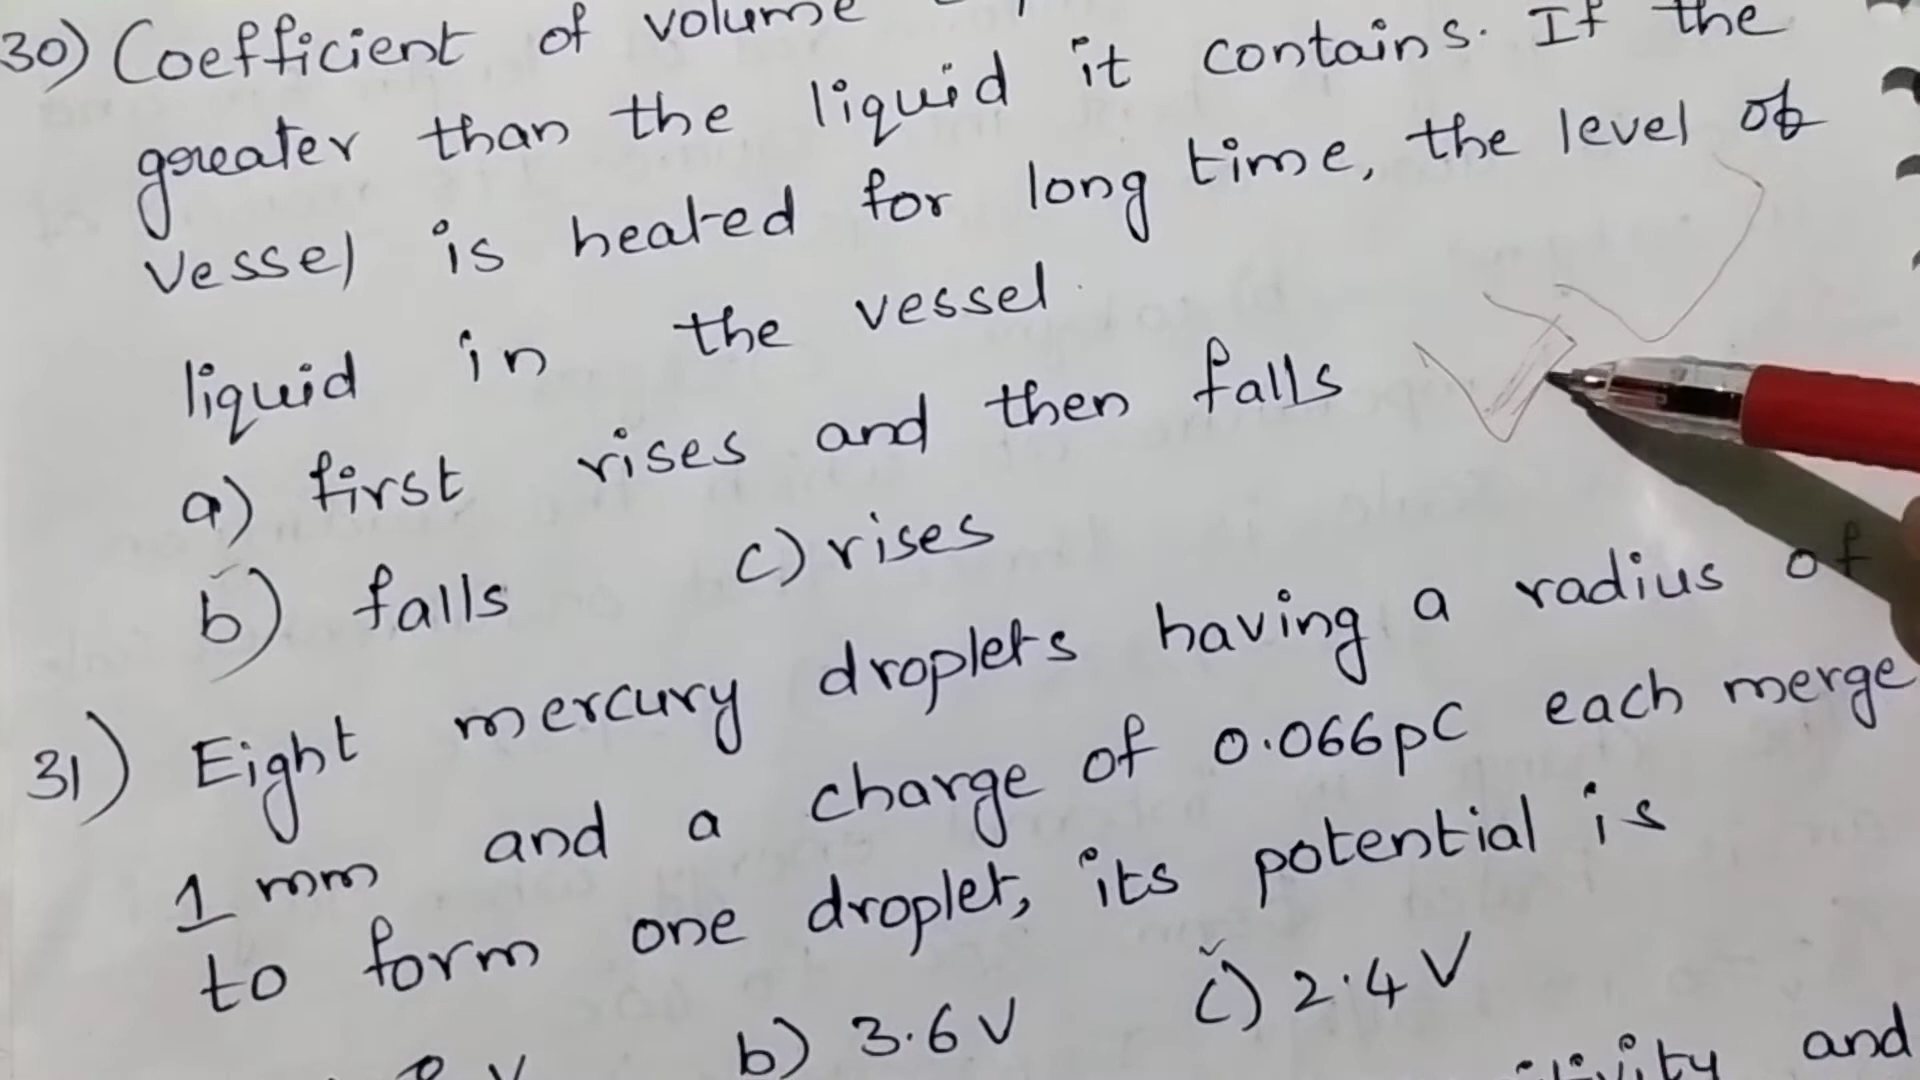 30) Coefficient of volume
greater than the liquid it contains. If the
vessel is heated for long time, the level of
liquid in the vessel
a) first rises and then falls
b) falls c) rises
31) Eight mercury droplets having a radius of
1 mm and a charge of 0.066pC each merge
to form one droplet, its potential is
b) 3.6 V c) 2.4 V
and